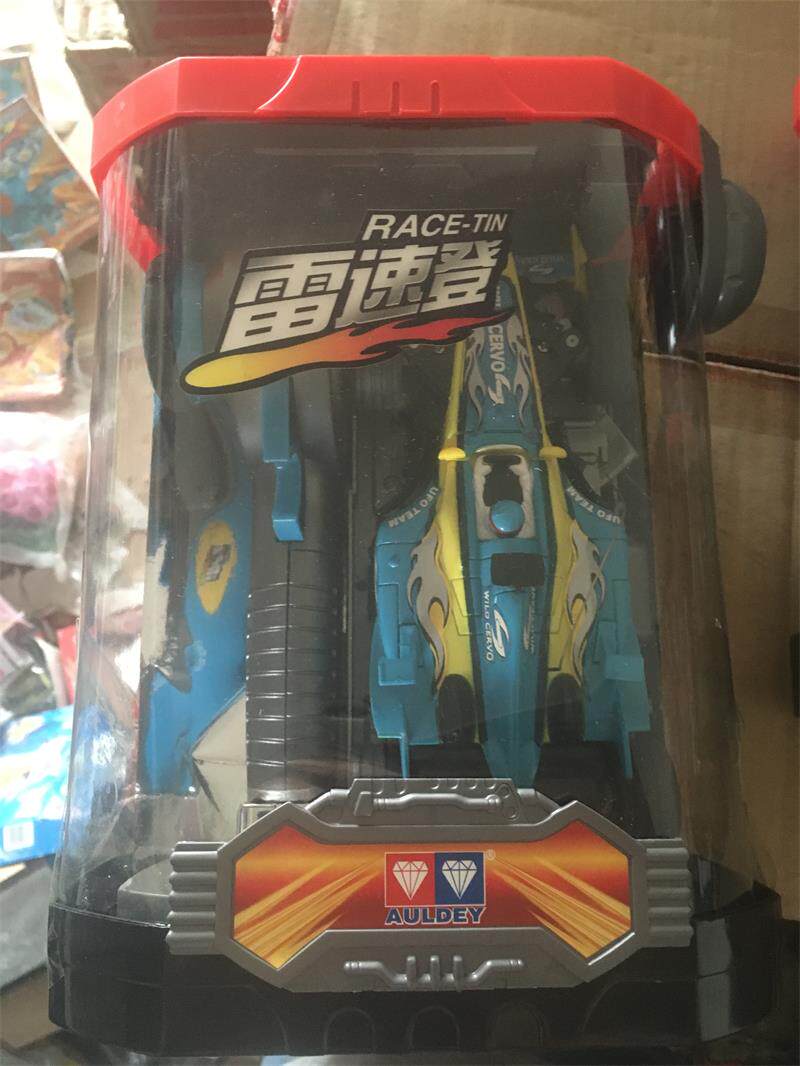 RACE-TIN
雷速登
CERVO
UFO TEAM
UFO TEAM
WILD CERVO
®
AULDEY